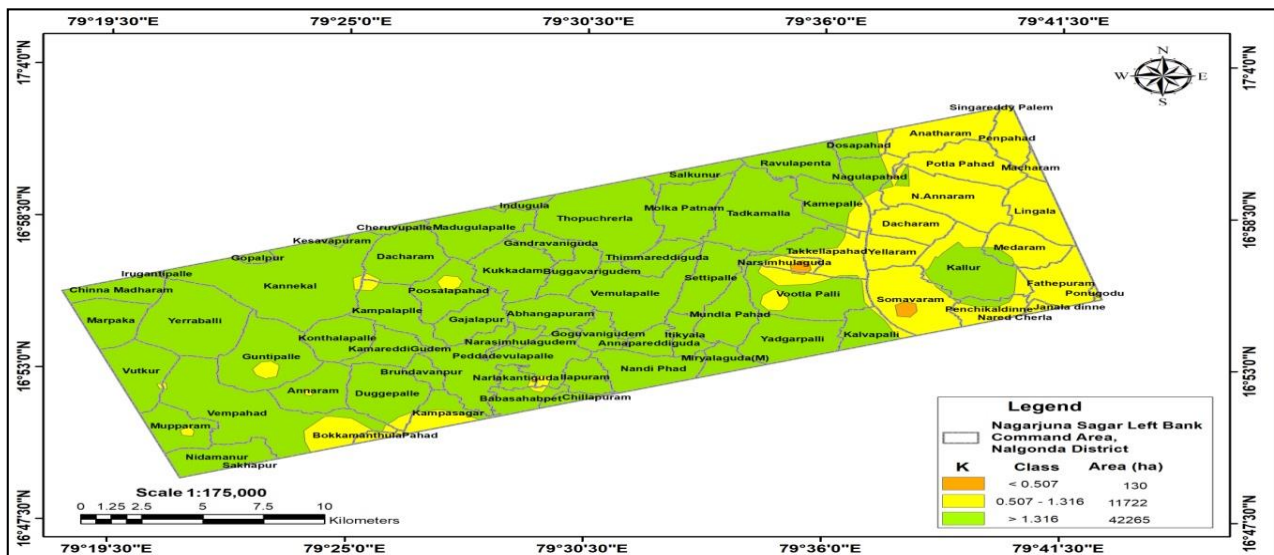 79°19'30"E 79°25'0"E 79°30'30"E 79°36'0"E 79°41'30"E
17°4'0"N 17°4'0"N
N
W E
S
Singareddy Palem
Anatharam Penpahad
Dosapahad
Ravulapenta Potla Pahad Macharam
Salkunur Nagulapahad
Indugula Molka Patnam Tadkamalla Kamepalle N.Annaram Lingala
16°58'30"N 16°58'30"N
Cheruvupalle Madugulapalle Thopuchrerla Dacharam
Kesavapuram Gandravaniguda Takkellapahad Yellaram Medaram
Gopalpur Dacharam Thimmareddiguda Narsimhulaguda
Irugantipalle Kukkadam Buggavarigudem Settipalle Kallur
Chinna Madharam Kannekal Poosalapahad Vemulapalle Vootla Palli Somavaram Fathepuram
Ponugodu
Marpaka Yerraballi Kampalaplle Gajalapur Abhangapuram Mundla Pahad Penchikaldinne Janala dinne
Nared Cherla
Konthalapalle Narasimhulagudem Goguvanigudem Itikyala Yadgarpalli Kalvapalli
Guntipalle KamareddiGudem Peddadevulapalle Annapareddiguda
16°53'0"N 16°53'0"N
Vutkur Brundavanpur Narlakantiguda Ilapuram Nandi Phad Miryalaguda(M)
Annaram Duggepalle Babasahabpet Chillapuram
Vempahad Kampasagar
Mupparam BokkamanthulaPahad
Nidamanur
Sakhapur
Legend
Nagarjuna Sagar Left Bank
Command Area,
Nalgonda District
K Class Area (ha)
< 0.507 130
0.507 - 1.316 11722
> 1.316 42265
Scale 1:175,000
0 1.25 2.5 5 7.5 10
Kilometers
16°47'30"N 16°47'30"N
79°19'30"E 79°25'0"E 79°30'30"E 79°36'0"E 79°41'30"E